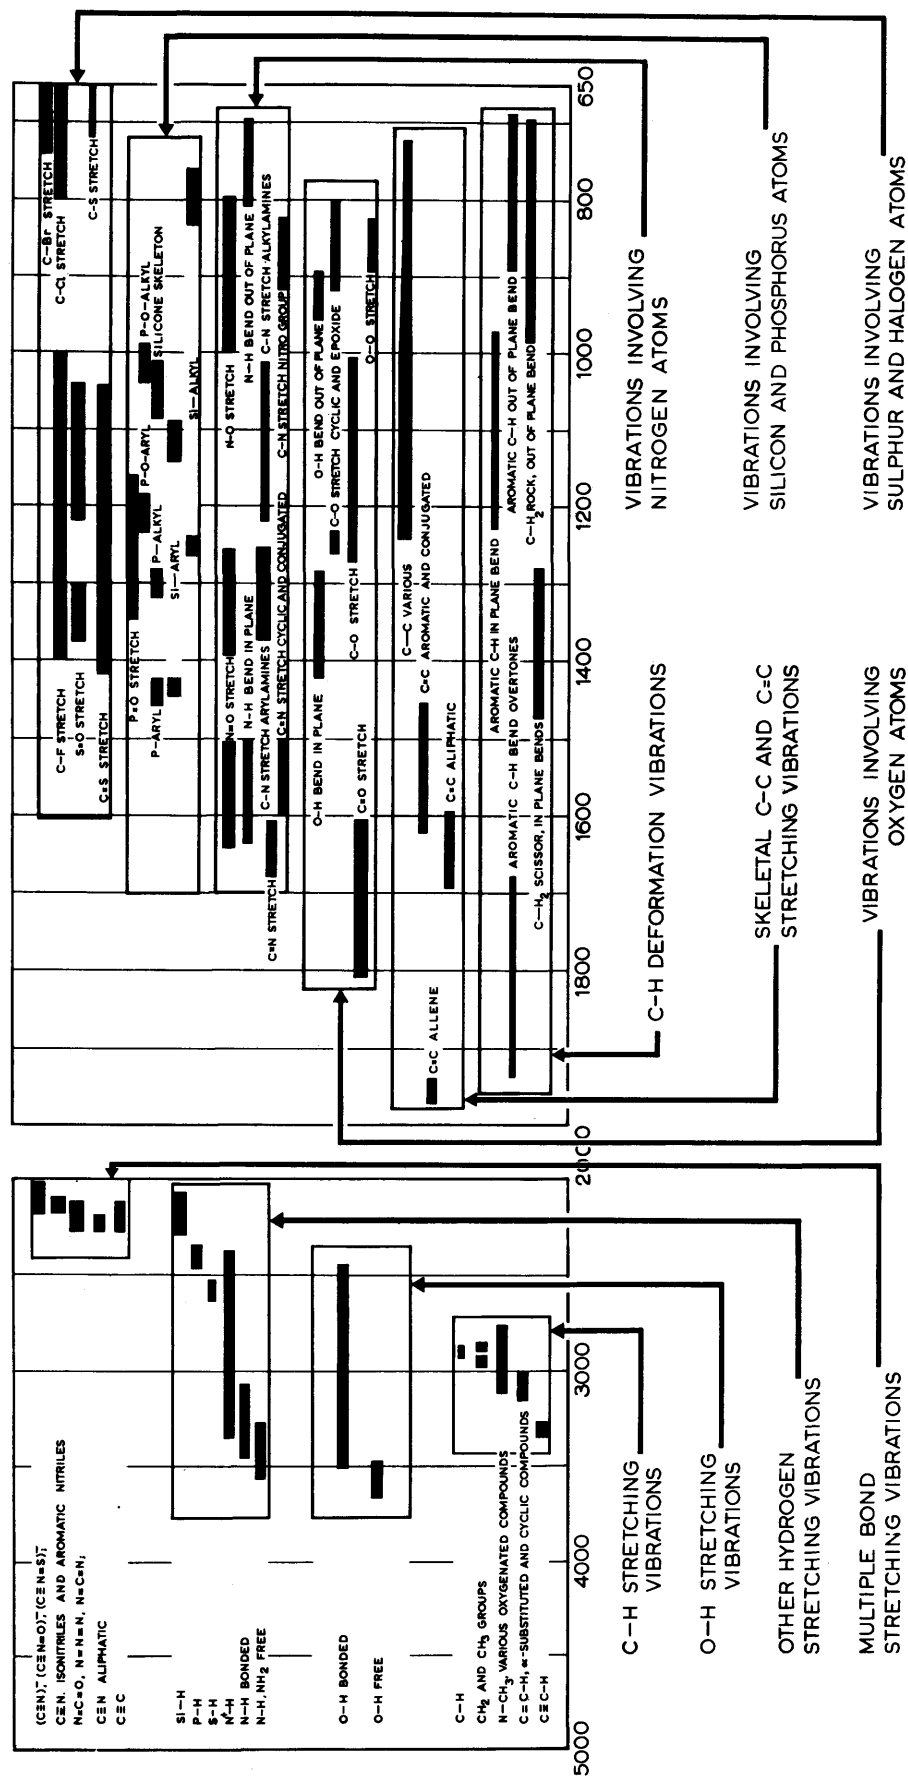 (C≡N)⁻, (C≡N=O)⁻, (C≡N=S)⁻,
C≡N. ISONITRILES AND AROMATIC NITRILES
N=C=O, N=N=N, N=C=N,
C≡N ALIPHATIC
C≡C
Si—H
P-H
S-H
N⁺-H
N-H BONDED
N-H, NH₂ FREE
O-H BONDED
O-H FREE
C-H
CH₂ AND CH₃ GROUPS
N-CH₃, VARIOUS OXYGENATED COMPOUNDS
C=C-H, ∝-SUBSTITUTED AND CYCLIC COMPOUNDS
C≡C-H
C-Br STRETCH
C-Cl STRETCH
C-S STRETCH
C-F STRETCH
S=O STRETCH
C=S STRETCH
P-O-ALKYL
SILICONE SKELETON
Si—ALKYL
P-O-ARYL
P-ALKYL
Si—ARYL
P=O STRETCH
P-ARYL
N-O STRETCH
N-H BEND OUT OF PLANE
C-N STRETCH ALKYLAMINES
C-N STRETCH NITRO GROUP
N=O STRETCH
N-H BEND IN PLANE
C-N STRETCH ARYLAMINES
C=N STRETCH CYCLIC AND CONJUGATED
C=N STRETCH
O-H BEND OUT OF PLANE
C-O STRETCH CYCLIC AND EPOXIDE
O-O STRETCH
C-O STRETCH
O-H BEND IN PLANE
C=O STRETCH
C—C VARIOUS
C=C AROMATIC AND CONJUGATED
C=C ALIPHATIC
C=C ALLENE
AROMATIC C-H IN PLANE BEND
AROMATIC C-H OUT OF PLANE BEND
C—H₂ ROCK, OUT OF PLANE BEND
AROMATIC C-H BEND OVERTONES
C—H₂ SCISSOR, IN PLANE BENDS
5000
4000
3000
2000
1800
1600
1400
1200
1000
800
650
C—H STRETCHING
VIBRATIONS
O—H STRETCHING
VIBRATIONS
OTHER HYDROGEN
STRETCHING VIBRATIONS
MULTIPLE BOND
STRETCHING VIBRATIONS
C—H DEFORMATION VIBRATIONS
SKELETAL C-C AND C=C
STRETCHING VIBRATIONS
VIBRATIONS INVOLVING
OXYGEN ATOMS
VIBRATIONS INVOLVING
NITROGEN ATOMS
VIBRATIONS INVOLVING
SILICON AND PHOSPHORUS ATOMS
VIBRATIONS INVOLVING
SULPHUR AND HALOGEN ATOMS